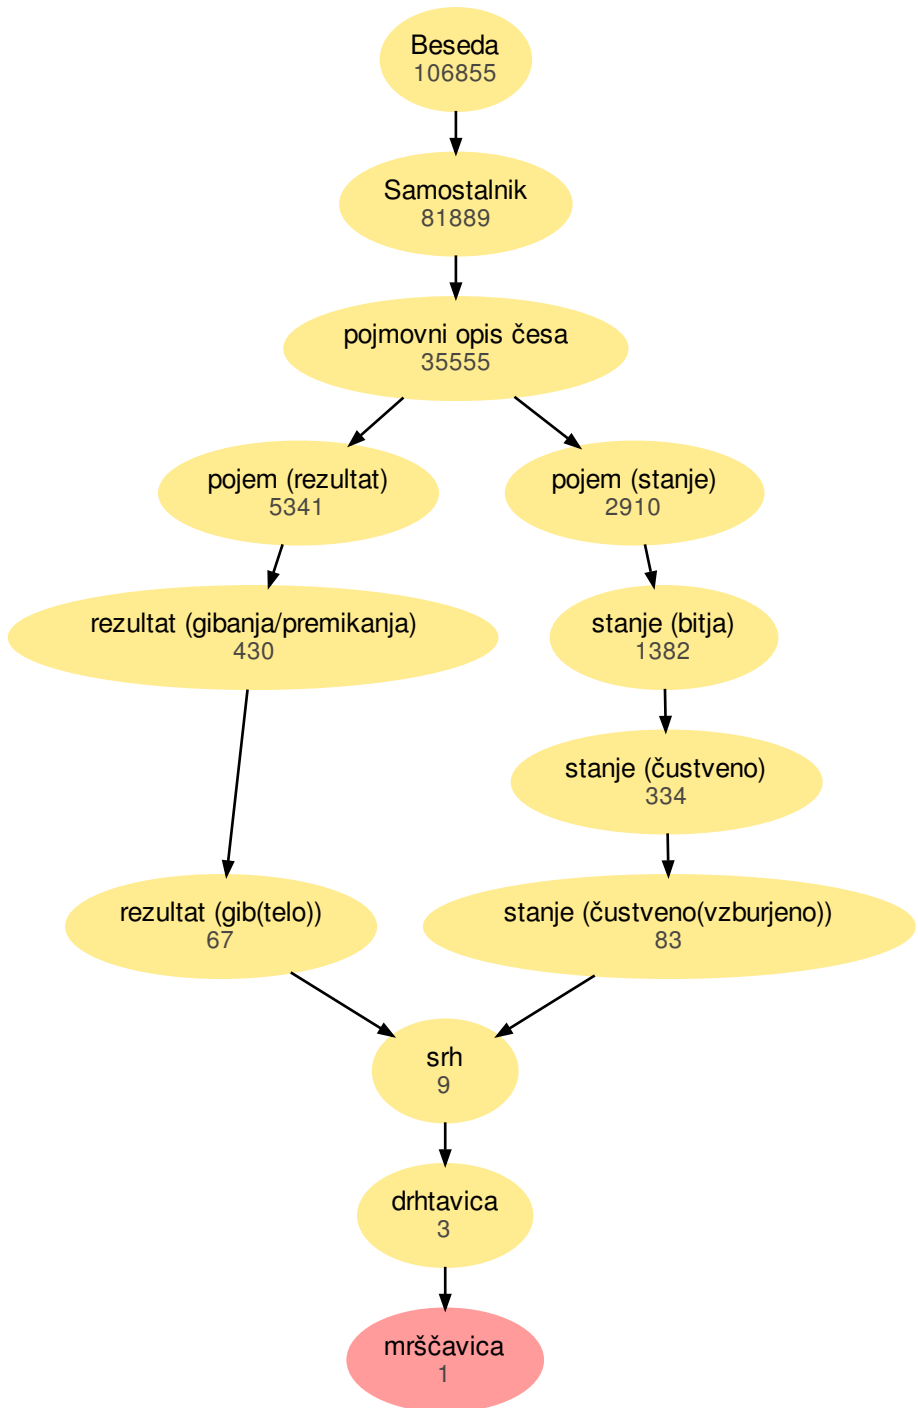 Beseda
106855
Samostalnik
81889
pojmovni opis česa
35555
pojem (rezultat)
5341
pojem (stanje)
2910
rezultat (gibanja/premikanja)
430
stanje (bitja)
1382
stanje (čustveno)
334
rezultat (gib(telo))
67
stanje (čustveno(vzburjeno))
83
srh
9
drhtavica
3
mrščavica
1